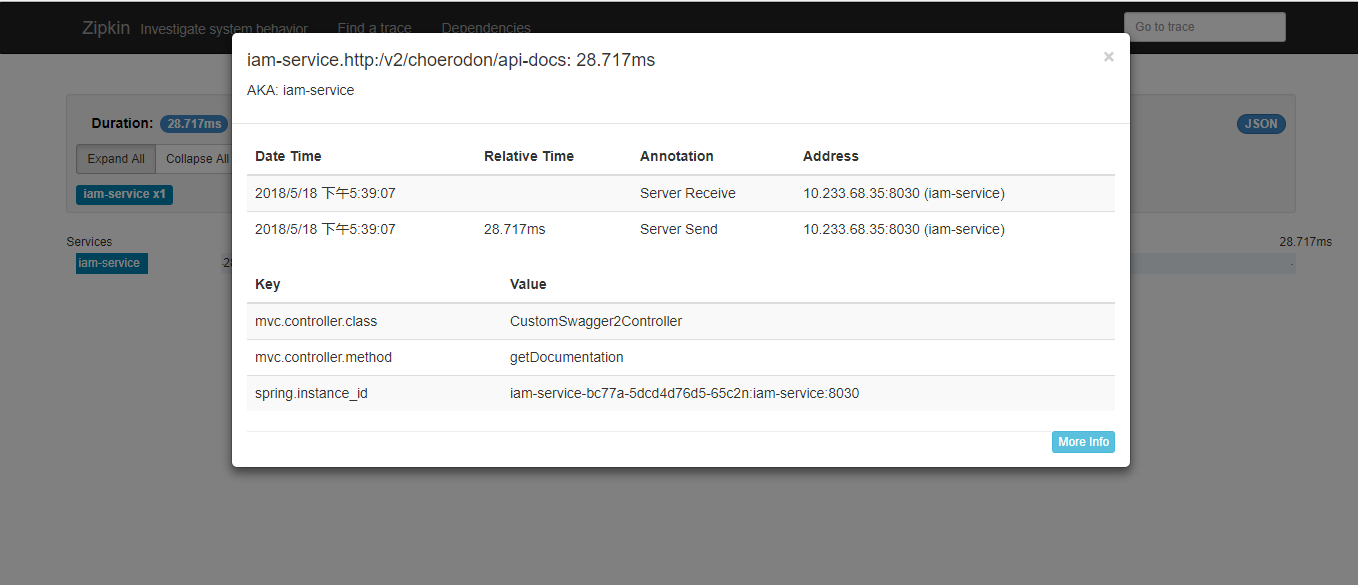 Zipkin Investigate system behavior Find a trace Dependencies Go to trace
iam-service.http:/v2/choerodon/api-docs: 28.717ms
×
AKA: iam-service
Duration: 28.717ms
JSON
Expand All Collapse All
iam-service x1
Date Time Relative Time Annotation Address
2018/5/18 下午5:39:07 Server Receive 10.233.68.35:8030 (iam-service)
2018/5/18 下午5:39:07 28.717ms Server Send 10.233.68.35:8030 (iam-service)
Services 28.717ms
iam-service
Key Value
mvc.controller.class CustomSwagger2Controller
mvc.controller.method getDocumentation
spring.instance_id iam-service-bc77a-5dcd4d76d5-65c2n:iam-service:8030
More Info